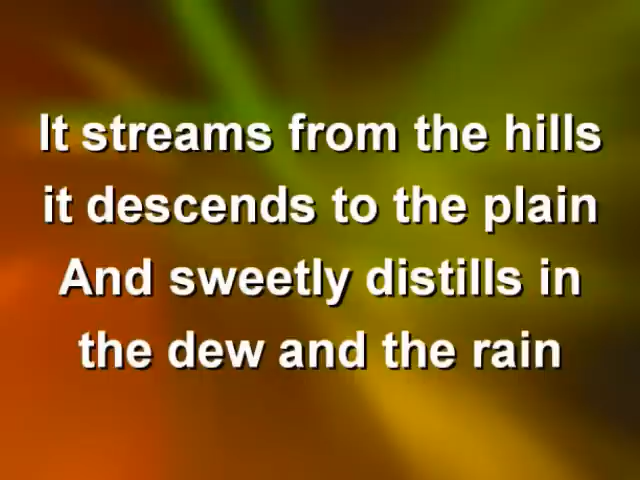 It streams from the hills
it descends to the plain
And sweetly distills in
the dew and the rain